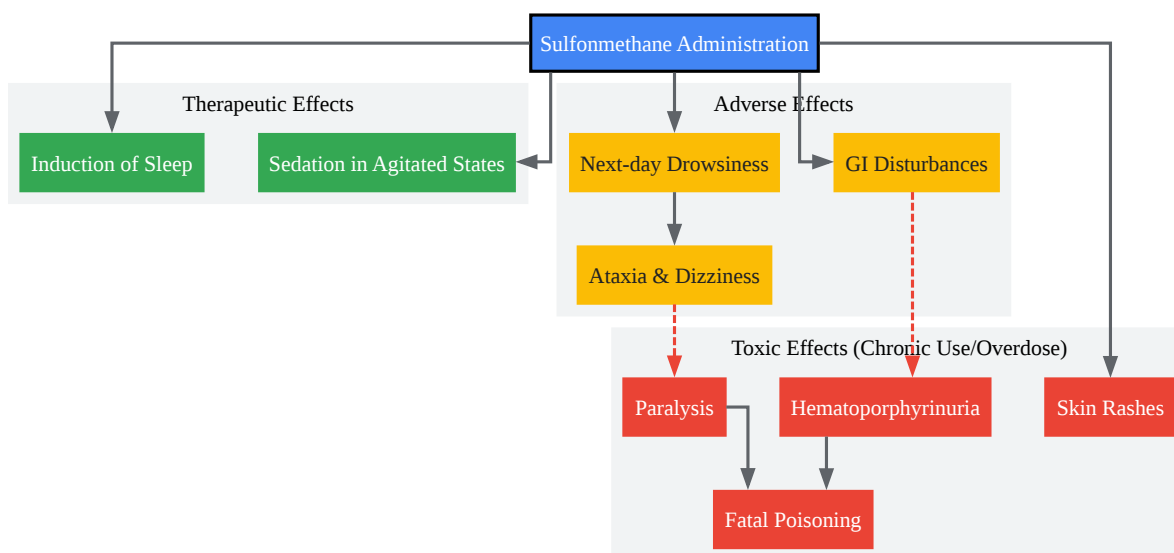 Sulfonmethane Administration
Therapeutic Effects
Adverse Effects
Induction of Sleep
Sedation in Agitated States
Next-day Drowsiness
GI Disturbances
Ataxia & Dizziness
Toxic Effects (Chronic Use/Overdose)
Paralysis
Hematoporphyrinuria
Skin Rashes
Fatal Poisoning